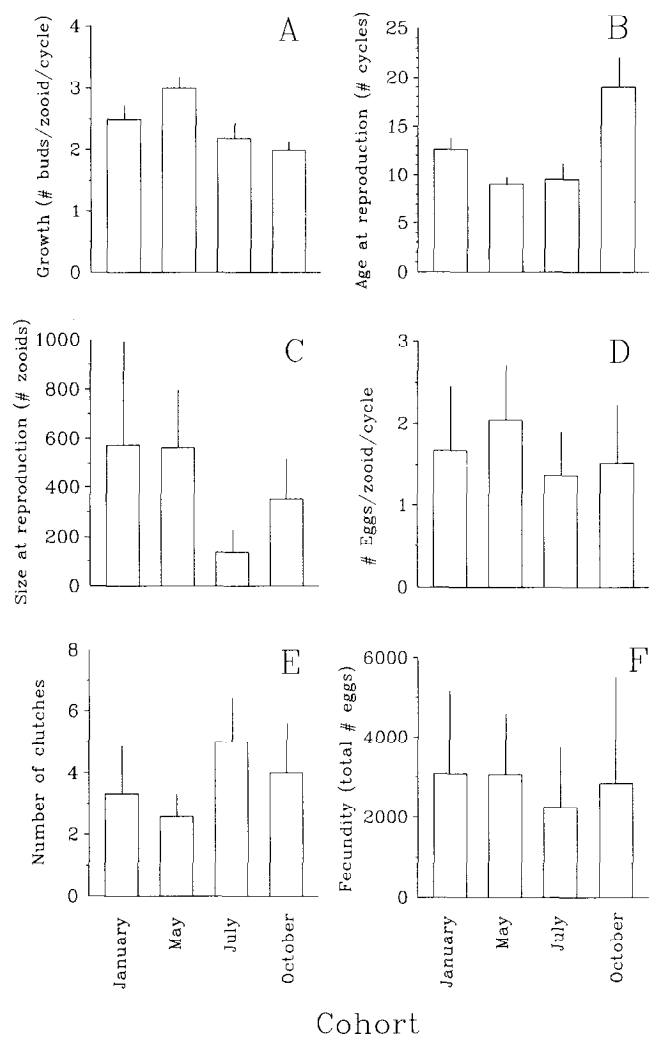 A
Growth (# buds/zooid/cycle)
4
3
2
1
0
B
Age at reproduction (# cycles)
25
20
15
10
5
0
C
Size at reproduction (# zooids)
1000
800
600
400
200
0
D
# Eggs/zooid/cycle
3
2
1
0
E
Number of clutches
8
6
4
2
0
January
May
July
October
F
Fecundity (total # eggs)
6000
4000
2000
0
January
May
July
October
Cohort